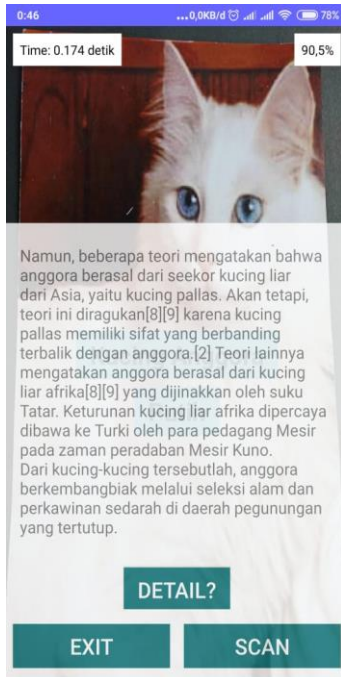 0:46
...0,0KB/d
78%
Time: 0.174 detik
90,5%
Namun, beberapa teori mengatakan bahwa
anggora berasal dari seekor kucing liar
dari Asia, yaitu kucing pallas. Akan tetapi,
teori ini diragukan[8][9] karena kucing
pallas memiliki sifat yang berbanding
terbalik dengan anggora.[2] Teori lainnya
mengatakan anggora berasal dari kucing
liar afrika[8][9] yang dijinakkan oleh suku
Tatar. Keturunan kucing liar afrika dipercaya
dibawa ke Turki oleh para pedagang Mesir
pada zaman peradaban Mesir Kuno.
Dari kucing-kucing tersebutlah, anggora
berkembangbiak melalui seleksi alam dan
perkawinan sedarah di daerah pegunungan
yang tertutup.
DETAIL?
EXIT
SCAN